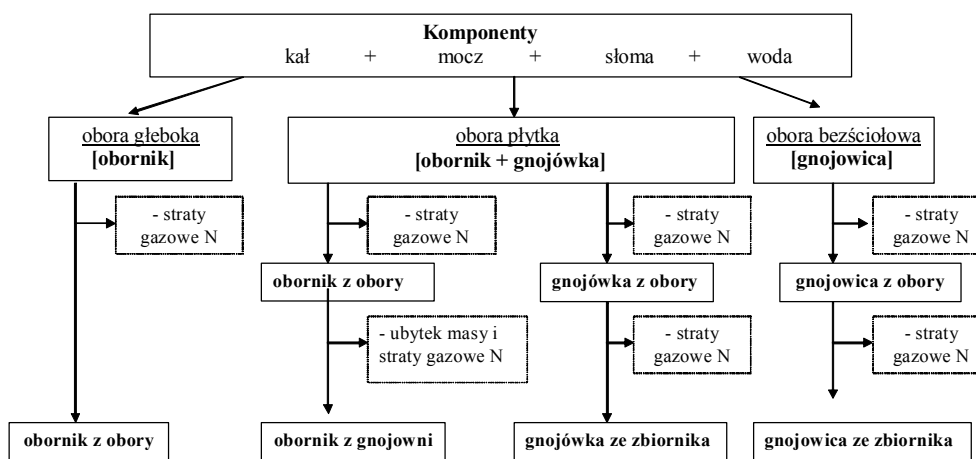 Komponenty
kał + mocz + słoma + woda
obora głeboka
[obornik]
obora płytka
[obornik + gnojówka]
obora bezściołowa
[gnojowica]
- straty
gazowe N
- straty
gazowe N
- straty
gazowe N
- straty
gazowe N
obornik z obory
gnojówka z obory
gnojowica z obory
- ubytek masy i
straty gazowe N
- straty
gazowe N
- straty
gazowe N
obornik z obory
obornik z gnojowni
gnojówka ze zbiornika
gnojowica ze zbiornika